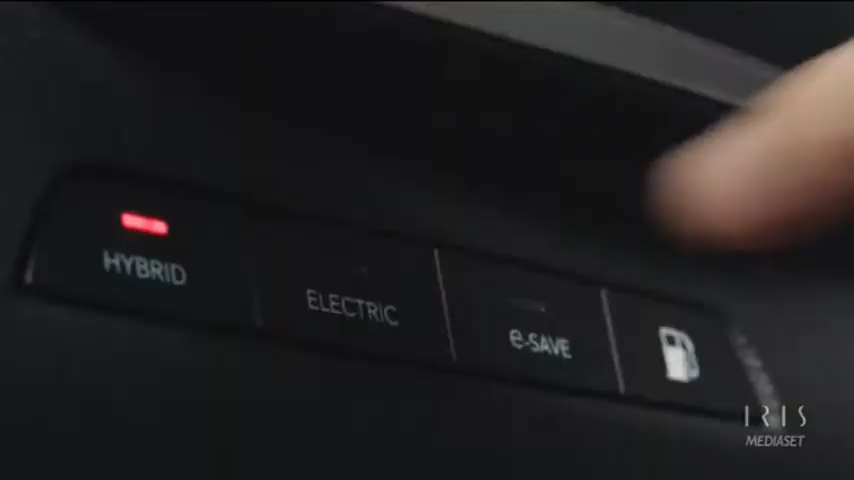 HYBRID
ELECTRIC
e-SAVE
IRIS
MEDIASET